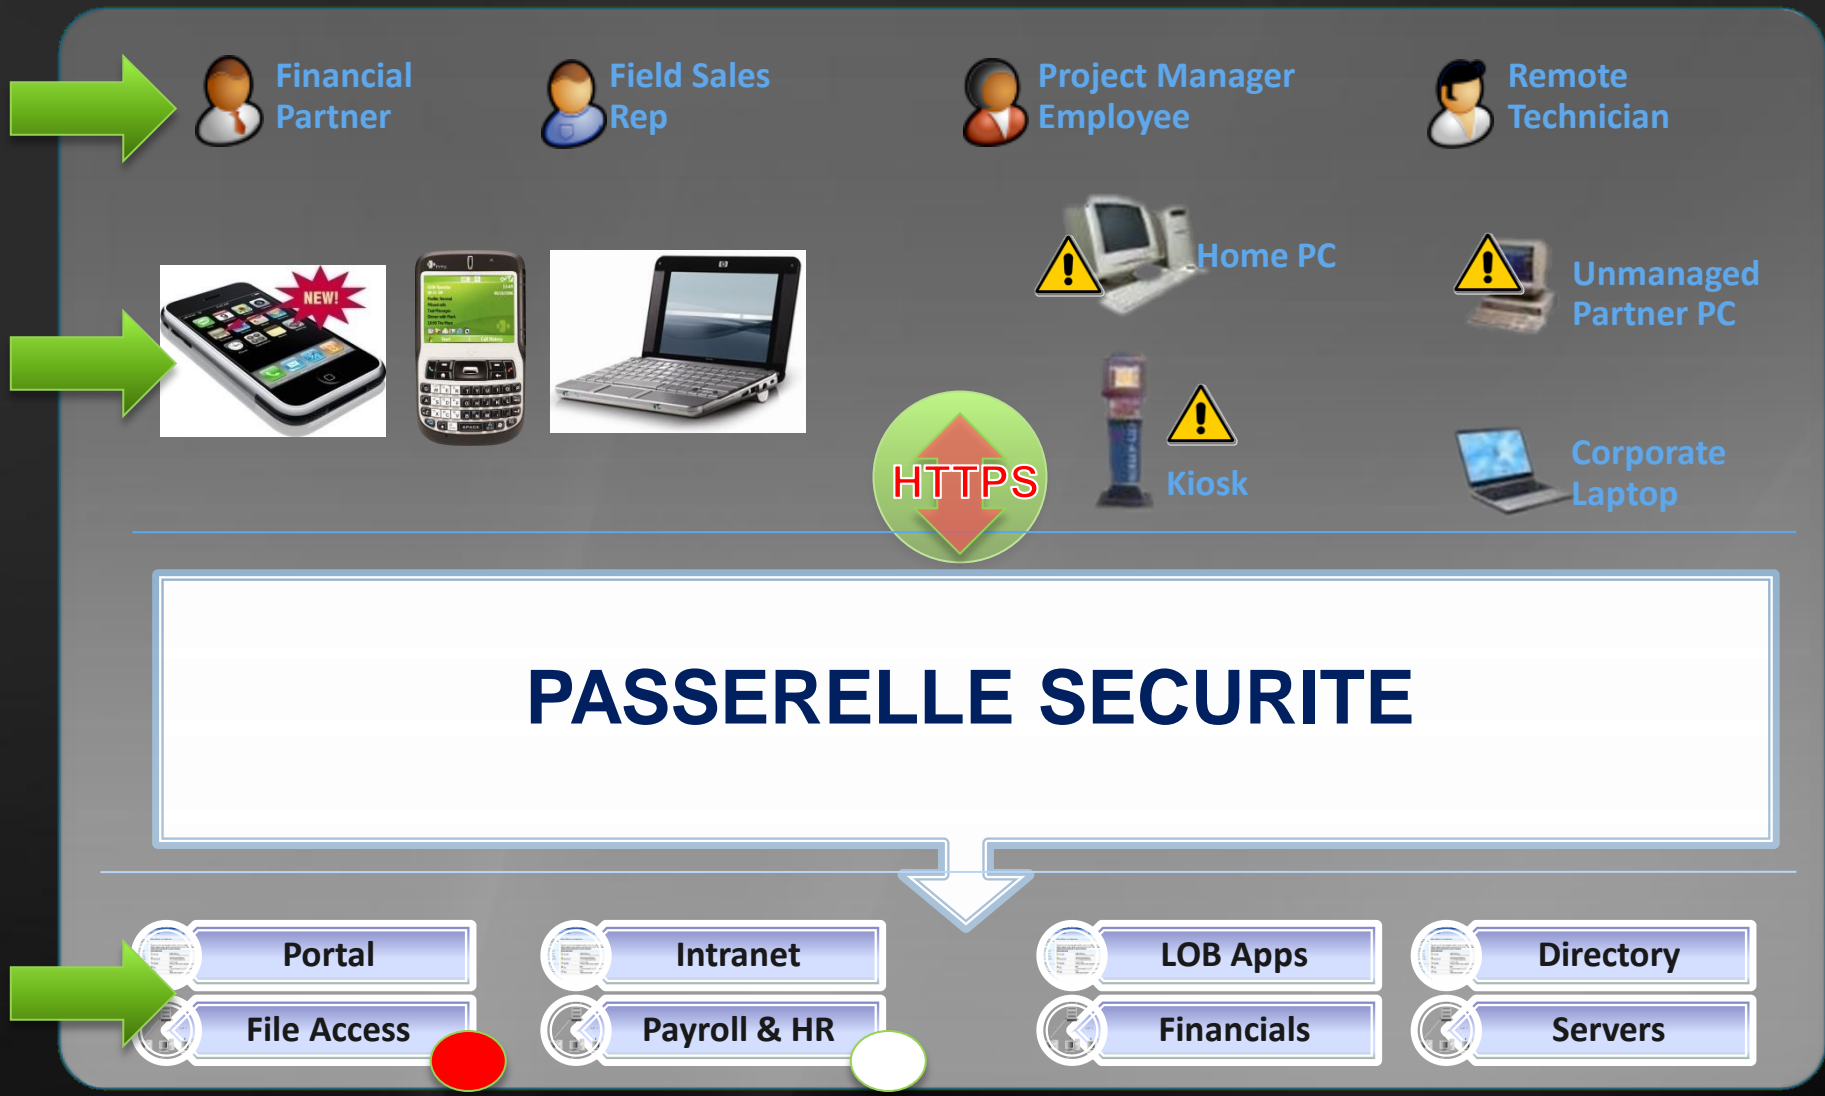 Financial
Partner
Field Sales
Rep
Project Manager
Employee
Remote
Technician
Home PC
Unmanaged
Partner PC
NEW!
HTTPS
Kiosk
Corporate
Laptop
PASSERELLE SECURITE
Portal
Intranet
LOB Apps
Directory
File Access
Payroll & HR
Financials
Servers